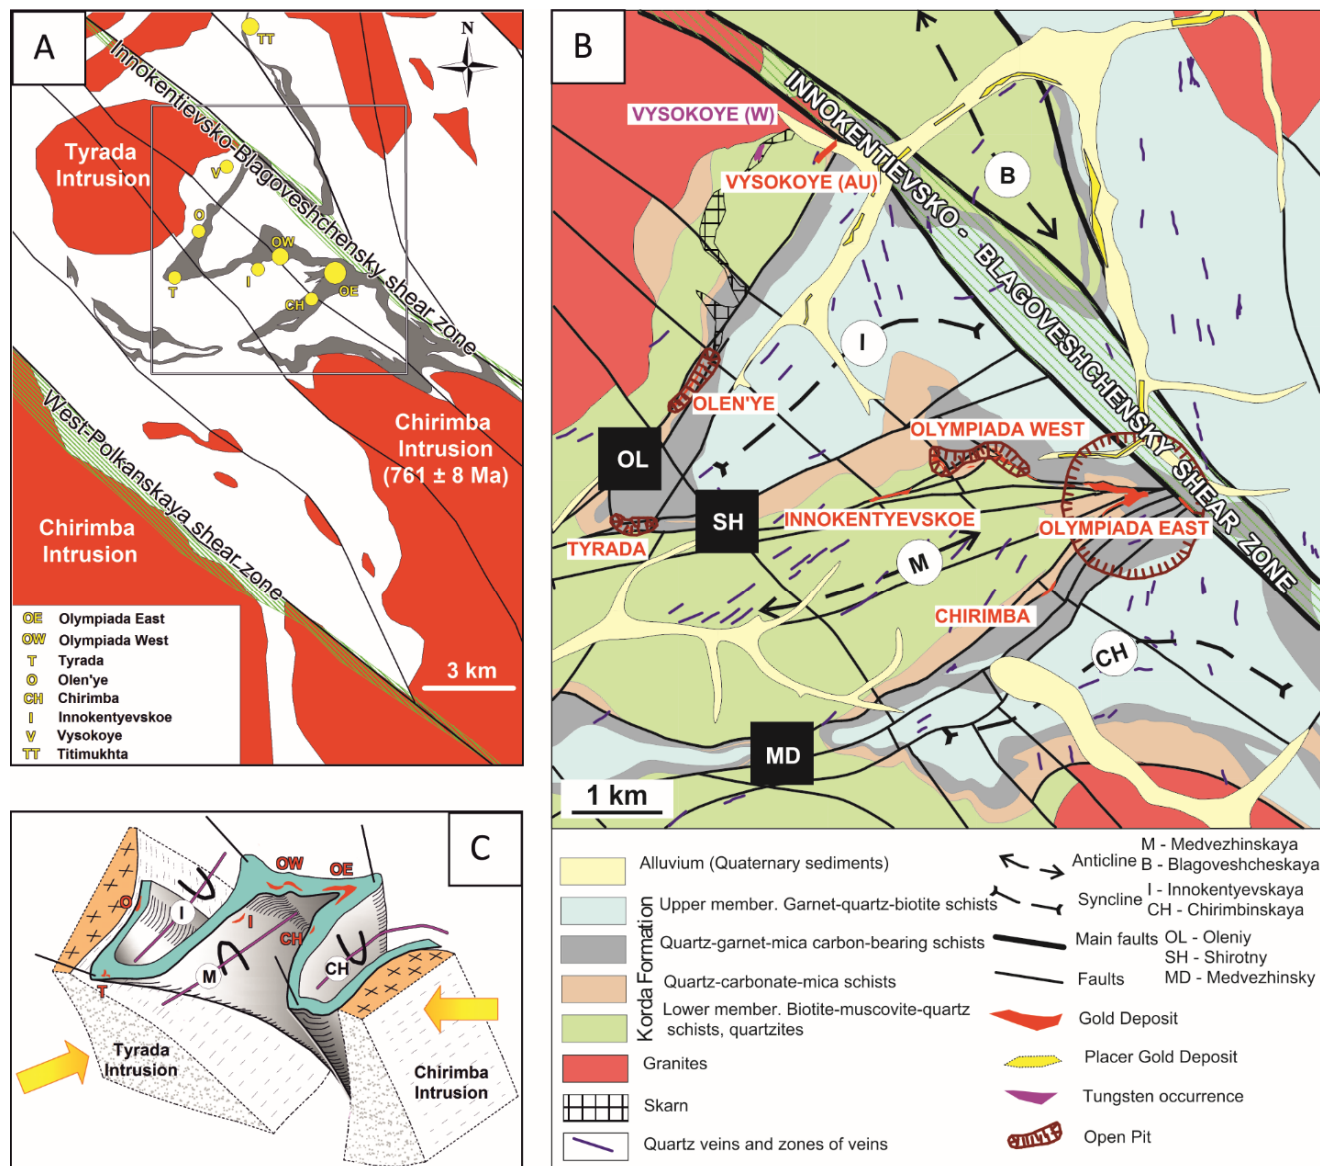 A
N
TT
Innokentievsko-Blagoveshchensky shear zone
Tyrada
Intrusion
V
O
OW
I
OE
T
CH
West-Polkanskaya shear zone
Chirimba
Intrusion
(761 ± 8 Ma)
Chirimba
Intrusion
OE Olympiada East
OW Olympiada West
T Tyrada
O Olen'ye
CH Chirimba
I Innokentyevskoe
V Vysokoye
TT Titimukhta
3 km
B
INNOKENTIEVSKO - BLAGOVESHCHENSKY SHEAR ZONE
VYSOKOYE (W)
VYSOKOYE (AU)
B
I
OLEN'YE
OLYMPIADA WEST
OL
SH
INNOKENTYEVSKOE
OLYMPIADA EAST
TYRADA
M
CHIRIMBA
CH
MD
1 km
C
OW
OE
O
I
I
CH
M
CH
T
Tyrada
Intrusion
Chirimba
Intrusion
Korda Formation
Alluvium (Quaternary sediments)
Upper member. Garnet-quartz-biotite schists
Quartz-garnet-mica carbon-bearing schists
Quartz-carbonate-mica schists
Lower member. Biotite-muscovite-quartz
schists, quartzites
Granites
Skarn
Quartz veins and zones of veins
Anticline
M - Medvezhinskaya
B - Blagoveshcheskaya
Syncline
I - Innokentyevskaya
CH - Chirimbinskaya
Main faults
OL - Oleniy
SH - Shirotny
Faults
MD - Medvezhinsky
Gold Deposit
Placer Gold Deposit
Tungsten occurrence
Open Pit